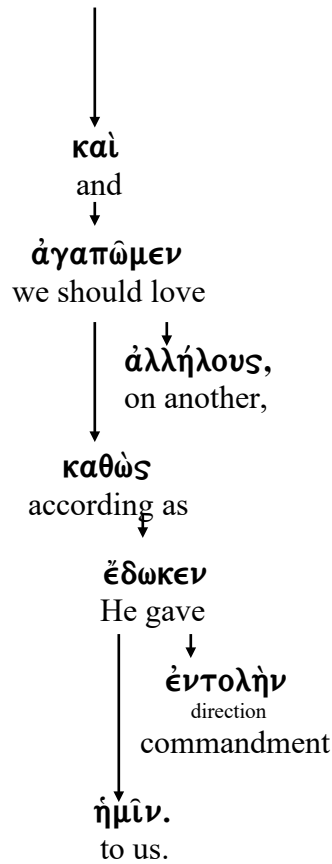 καὶ
and
ἀγαπῶμεν
we should love
ἀλλήλους,
on another,
καθὼς
according as
ἔδωκεν
He gave
ἐντολὴν
direction
commandment
ἡμῖν.
to us.